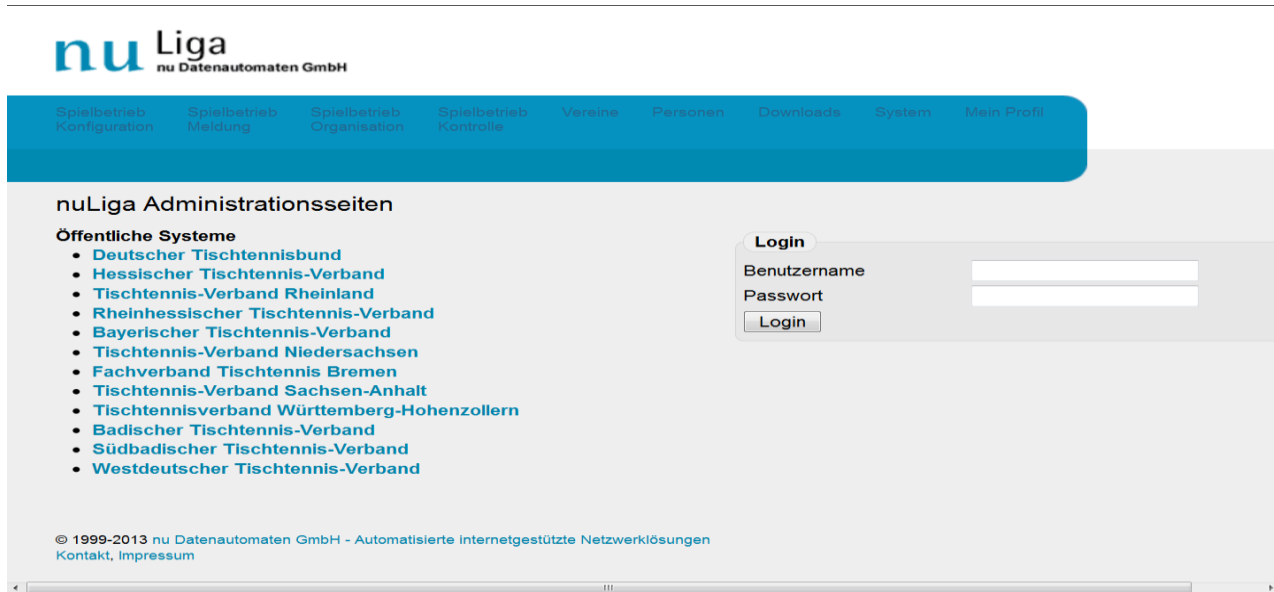 nu Liga
nu Datenautomaten GmbH
Spielbetrieb Konfiguration
Spielbetrieb Meldung
Spielbetrieb Organisation
Spielbetrieb Kontrolle
Vereine
Personen
Downloads
System
Mein Profil
nuLiga Administrationsseiten
Öffentliche Systeme
Deutscher Tischtennisbund
Hessischer Tischtennis-Verband
Tischtennis-Verband Rheinland
Rheinhessischer Tischtennis-Verband
Bayerischer Tischtennis-Verband
Tischtennis-Verband Niedersachsen
Fachverband Tischtennis Bremen
Tischtennis-Verband Sachsen-Anhalt
Tischtennisverband Württemberg-Hohenzollern
Badischer Tischtennis-Verband
Südbadischer Tischtennis-Verband
Westdeutscher Tischtennis-Verband
Login
Benutzername
Passwort
Login
© 1999-2013 nu Datenautomaten GmbH - Automatisierte internetgestützte Netzwerklösungen
Kontakt, Impressum